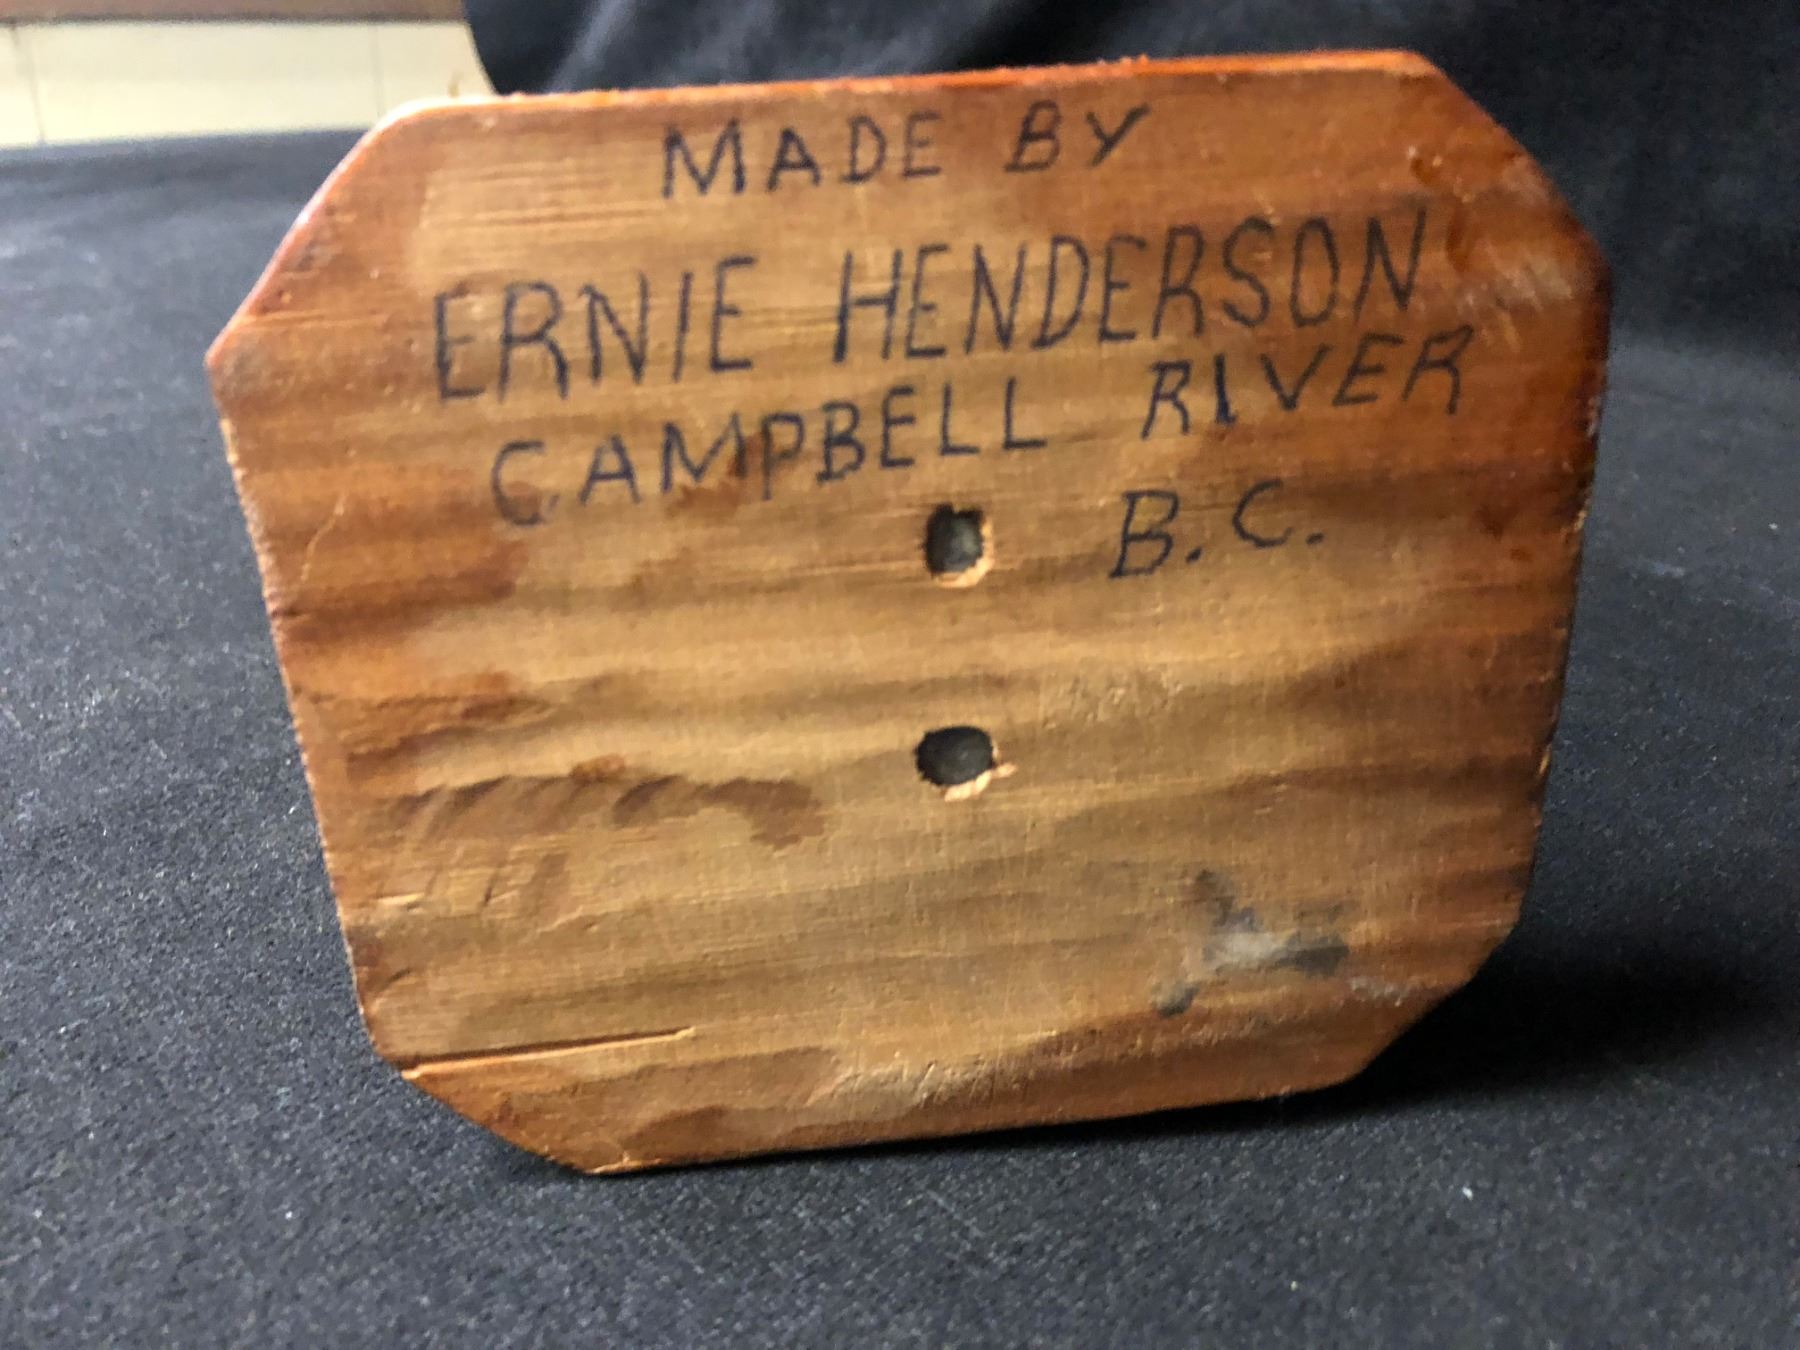 MADE BY
ERNIE HENDERSON
CAMPBELL RIVER
B.C.